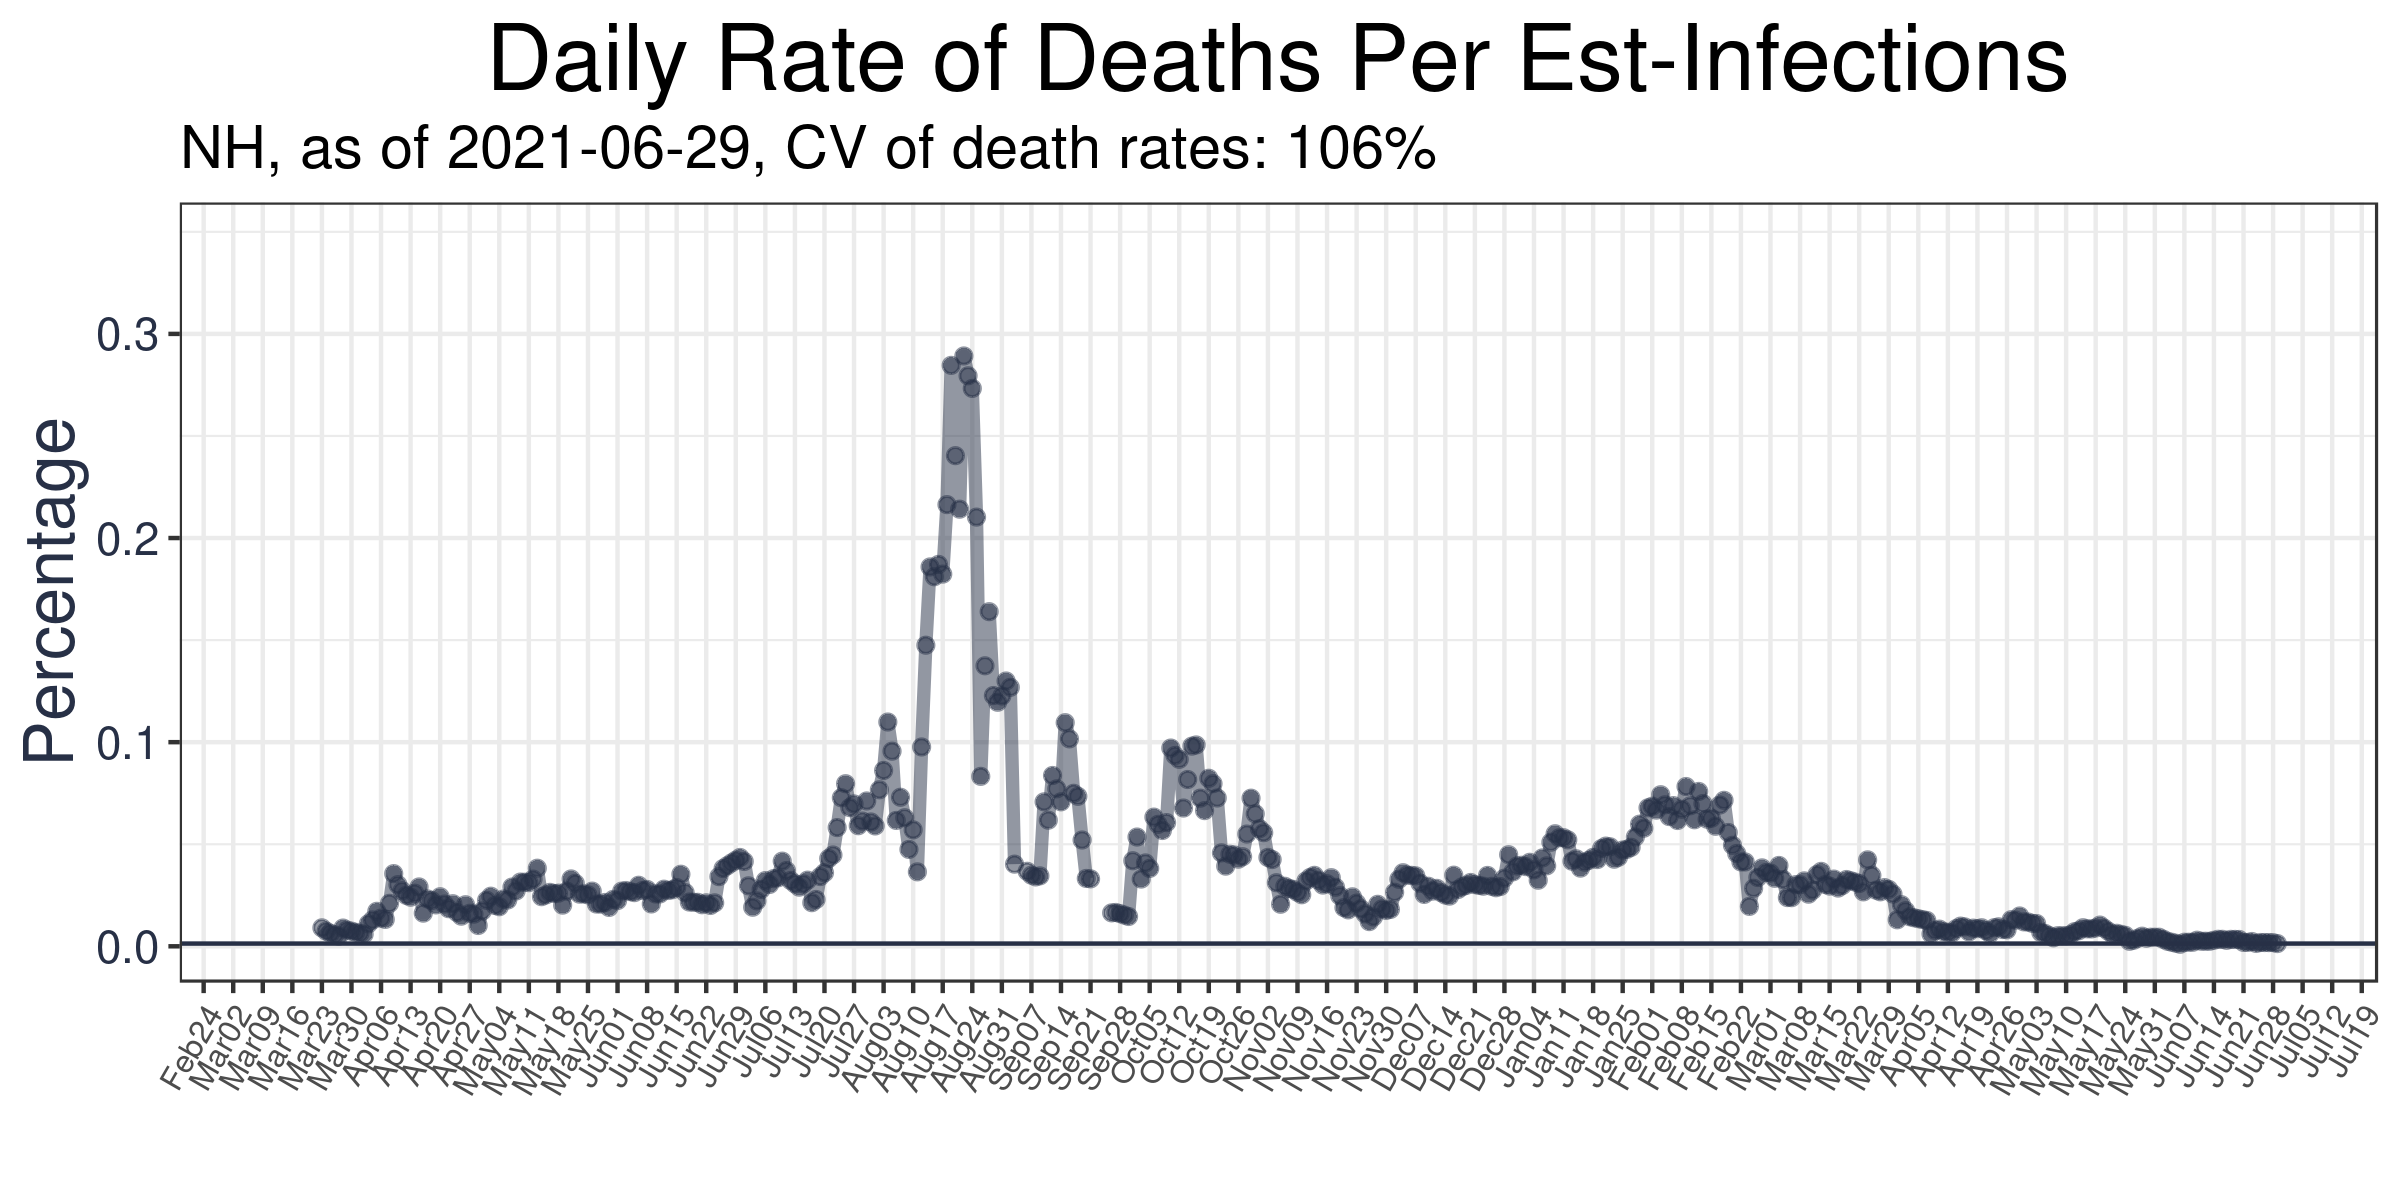 Daily Rate of Deaths Per Est-Infections
NH, as of 2021-06-29, CV of death rates: 106%
Percentage
0.3
0.2
0.1
0.0
Feb24
Mar02
Mar09
Mar16
Mar23
Mar30
Apr06
Apr13
Apr20
Apr27
May04
May11
May18
May25
Jun01
Jun08
Jun15
Jun22
Jun29
Jul06
Jul13
Jul20
Jul27
Aug03
Aug10
Aug17
Aug24
Aug31
Sep07
Sep14
Sep21
Sep28
Oct05
Oct12
Oct19
Oct26
Nov02
Nov09
Nov16
Nov23
Nov30
Dec07
Dec14
Dec21
Dec28
Jan04
Jan11
Jan18
Jan25
Feb01
Feb08
Feb15
Feb22
Mar01
Mar08
Mar15
Mar22
Mar29
Apr05
Apr12
Apr19
Apr26
May03
May10
May17
May24
May31
Jun07
Jun14
Jun21
Jun28
Jul05
Jul12
Jul19